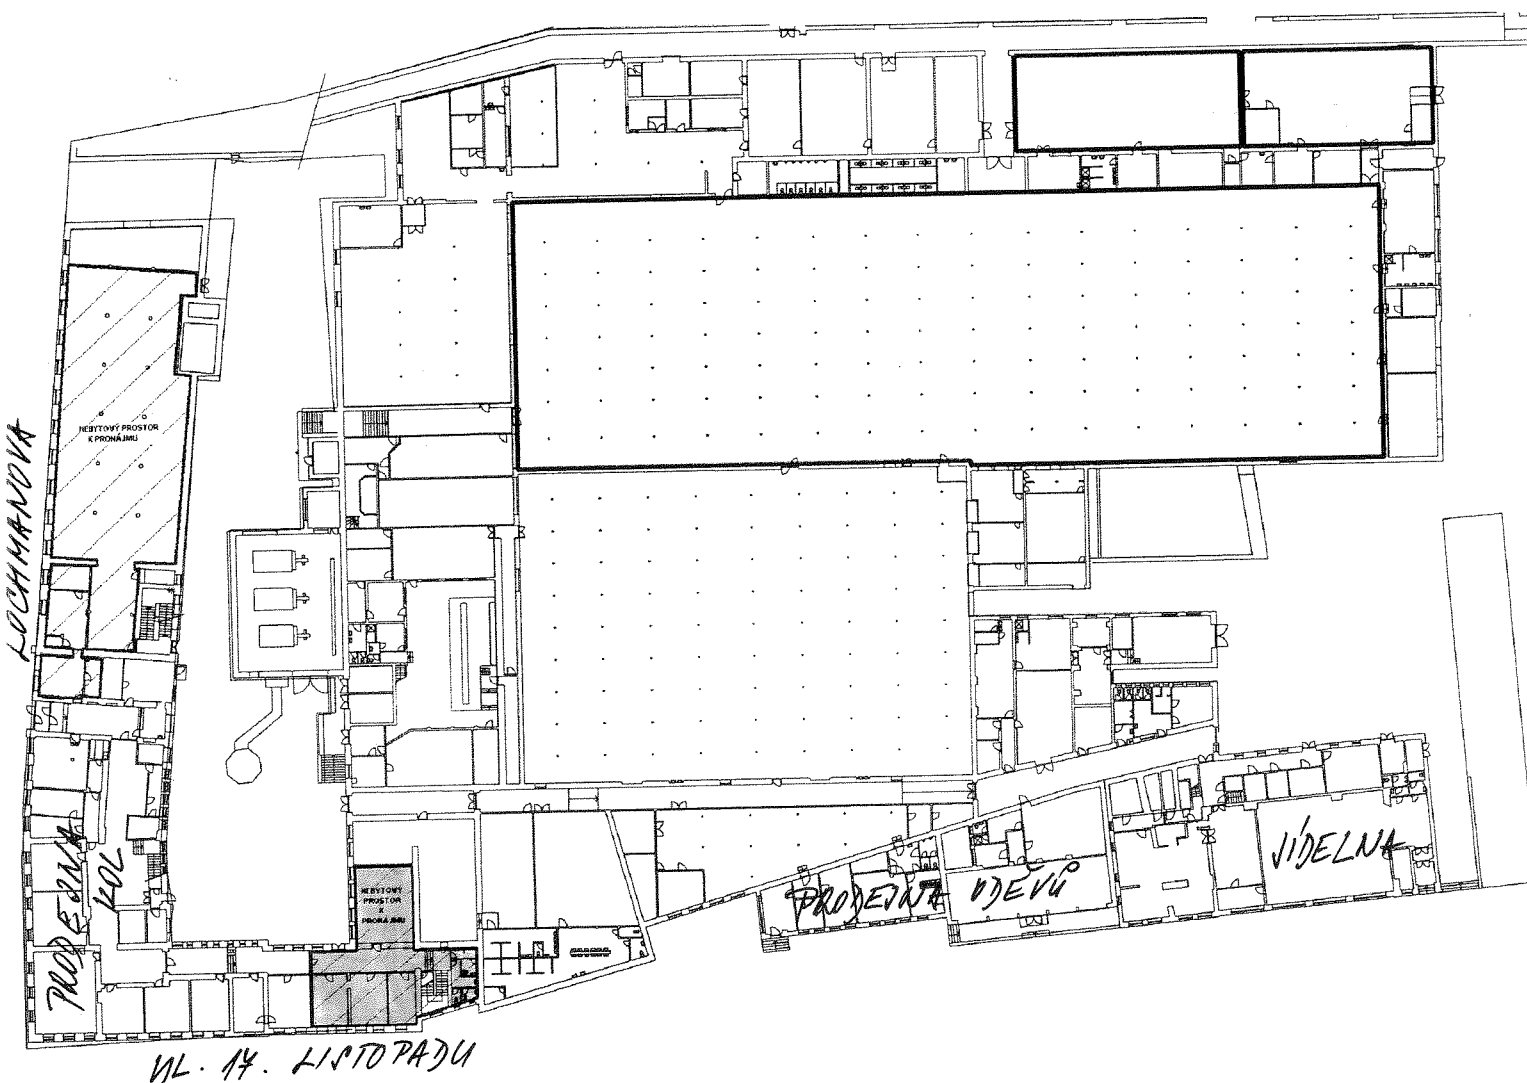 NEBYTOVÝ PROSTOR
K PRONÁJMU
LOCHMANOVA
PRODEJNA
KOL
NEBYTOVÝ
PROSTOR
K
PRONÁJMU
PRODEJNA ODĚVŮ
JÍDELNA
UL. 17. LISTOPADU